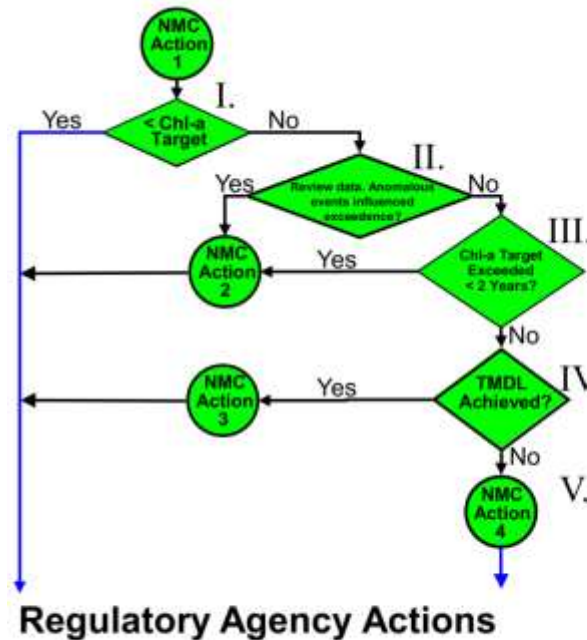 NMC
Action
1
I.
Yes
< Chl-a
Target
No
II.
Yes
Review data. Anomalous
events influenced
exceedence?
No
III.
NMC
Action
2
Yes
Chl-a Target
Exceeded
< 2 Years?
No
IV
NMC
Action
3
Yes
TMDL
Achieved?
No
V.
NMC
Action
4
Regulatory Agency Actions